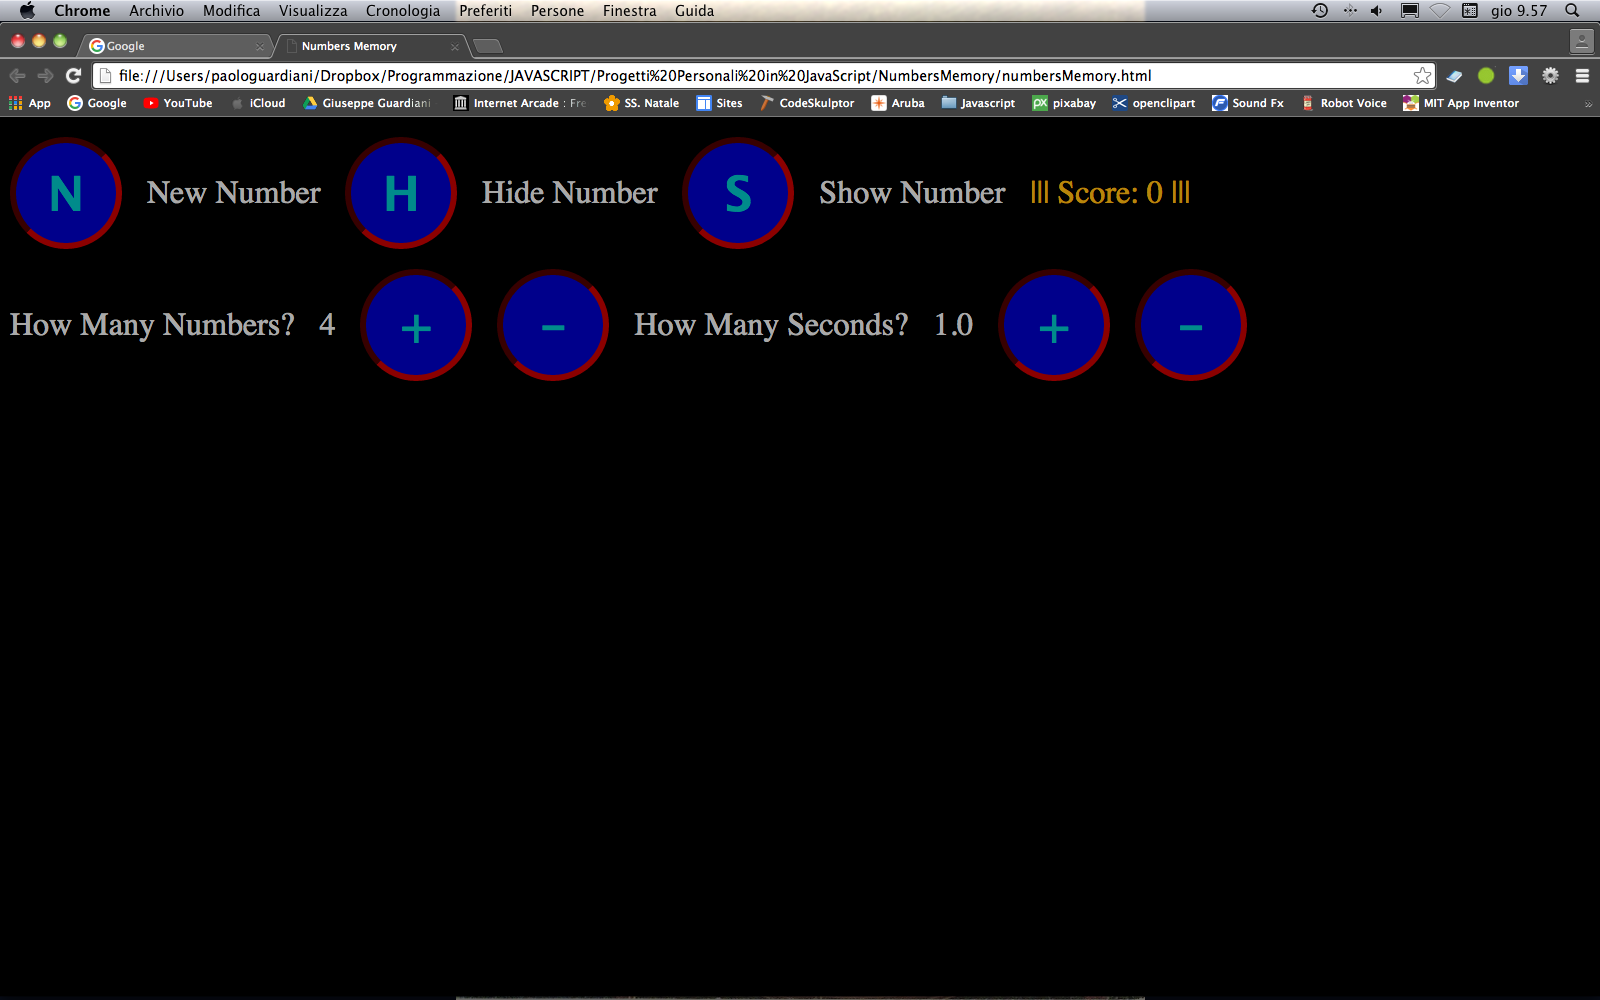 Chrome Archivio Modifica Visualizza Cronologia Preferiti Persone Finestra Guida gio 9.57
Google Numbers Memory
file:///Users/paologuardiani/Dropbox/Programmazione/JAVASCRIPT/Progetti%20Personali%20in%20JavaScript/NumbersMemory/numbersMemory.html
App Google YouTube iCloud Giuseppe Guardiani Internet Arcade : Fre SS. Natale Sites CodeSkulptor Aruba Javascript px pixabay openclipart Sound Fx Robot Voice MIT App Inventor »
N New Number H Hide Number S Show Number ||| Score: 0 |||
How Many Numbers? 4 + - How Many Seconds? 1.0 + -